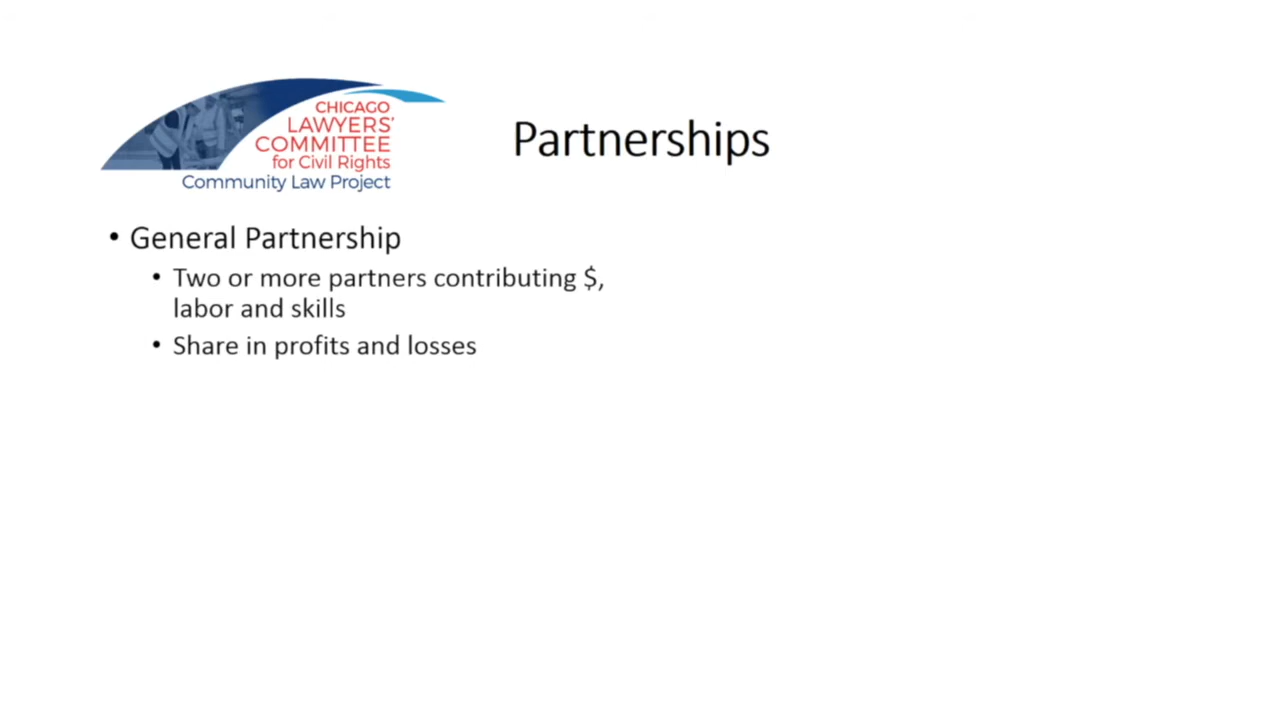 CHICAGO
LAWYERS'
COMMITTEE
for Civil Rights
Community Law Project
Partnerships
• General Partnership
• Two or more partners contributing $,
labor and skills
• Share in profits and losses